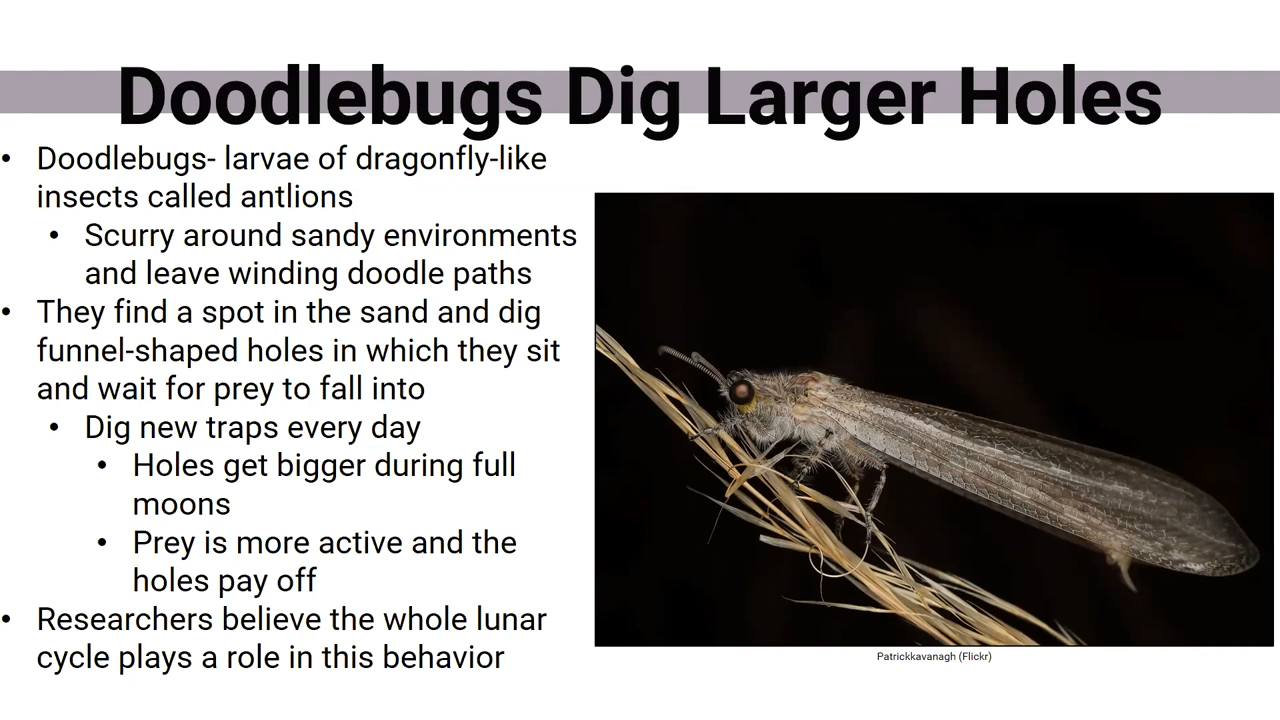 Doodlebugs Dig Larger Holes
• Doodlebugs- larvae of dragonfly-like
insects called antlions
• Scurry around sandy environments
and leave winding doodle paths
• They find a spot in the sand and dig
funnel-shaped holes in which they sit
and wait for prey to fall into
• Dig new traps every day
• Holes get bigger during full
moons
• Prey is more active and the
holes pay off
• Researchers believe the whole lunar
cycle plays a role in this behavior
Patrickkavanagh (Flickr)